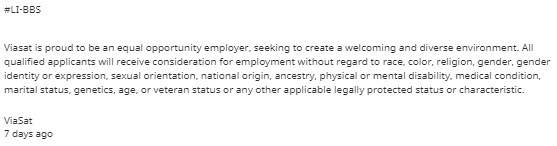 #LI-BBS
Viasat is proud to be an equal opportunity employer, seeking to create a welcoming and diverse environment. All
qualified applicants will receive consideration for employment without regard to race, color, religion, gender, gender
identity or expression, sexual orientation, national origin, ancestry, physical or mental disability, medical condition,
marital status, genetics, age, or veteran status or any other applicable legally protected status or characteristic.
ViaSat
7 days ago